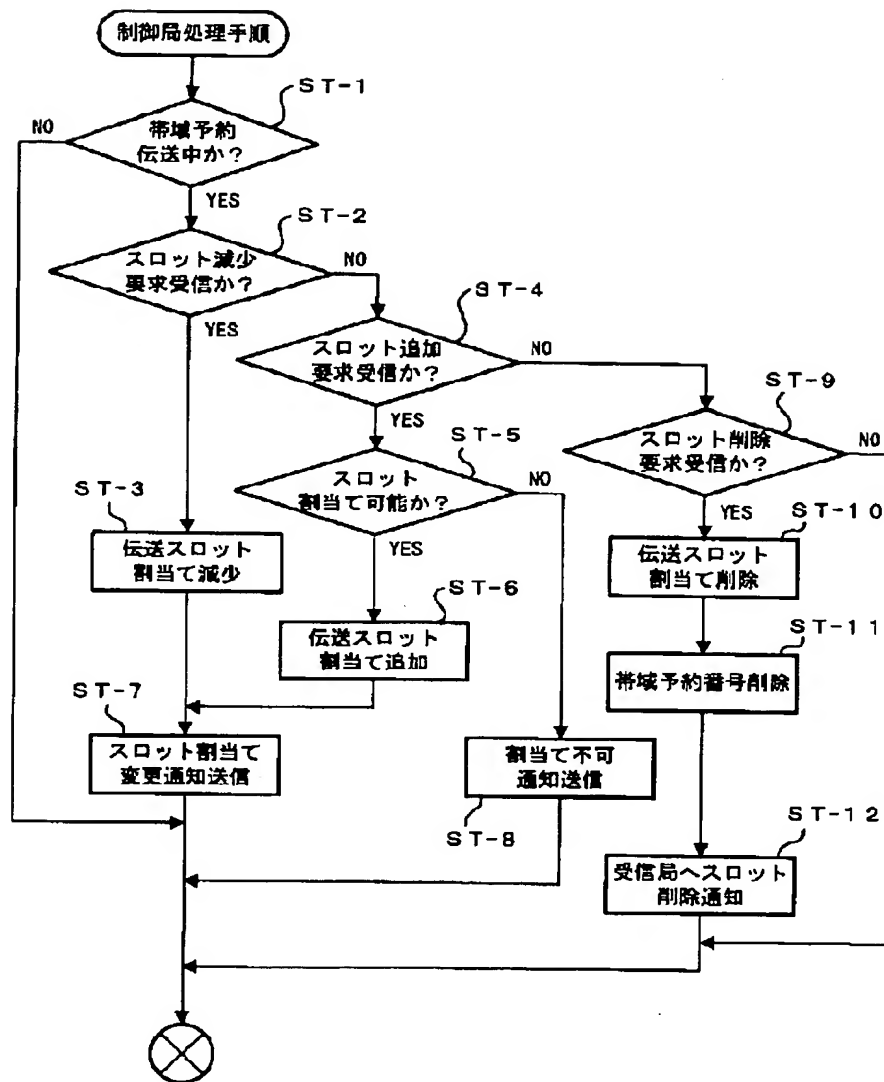 制御局処理手順
ST-1
NO
帯域予約
伝送中か？
YES
ST-2
スロット減少
要求受信か？
NO
YES
ST-4
スロット追加
要求受信か？
NO
YES
ST-9
スロット削除
要求受信か？
NO
YES
ST-5
スロット
割当て可能か？
NO
YES
ST-3
伝送スロット
割当て減少
ST-10
伝送スロット
割当て削除
ST-6
伝送スロット
割当て追加
ST-11
帯域予約番号削除
ST-7
スロット割当て
変更通知送信
割当て不可
通知送信
ST-8
ST-12
受信局へスロット
削除通知